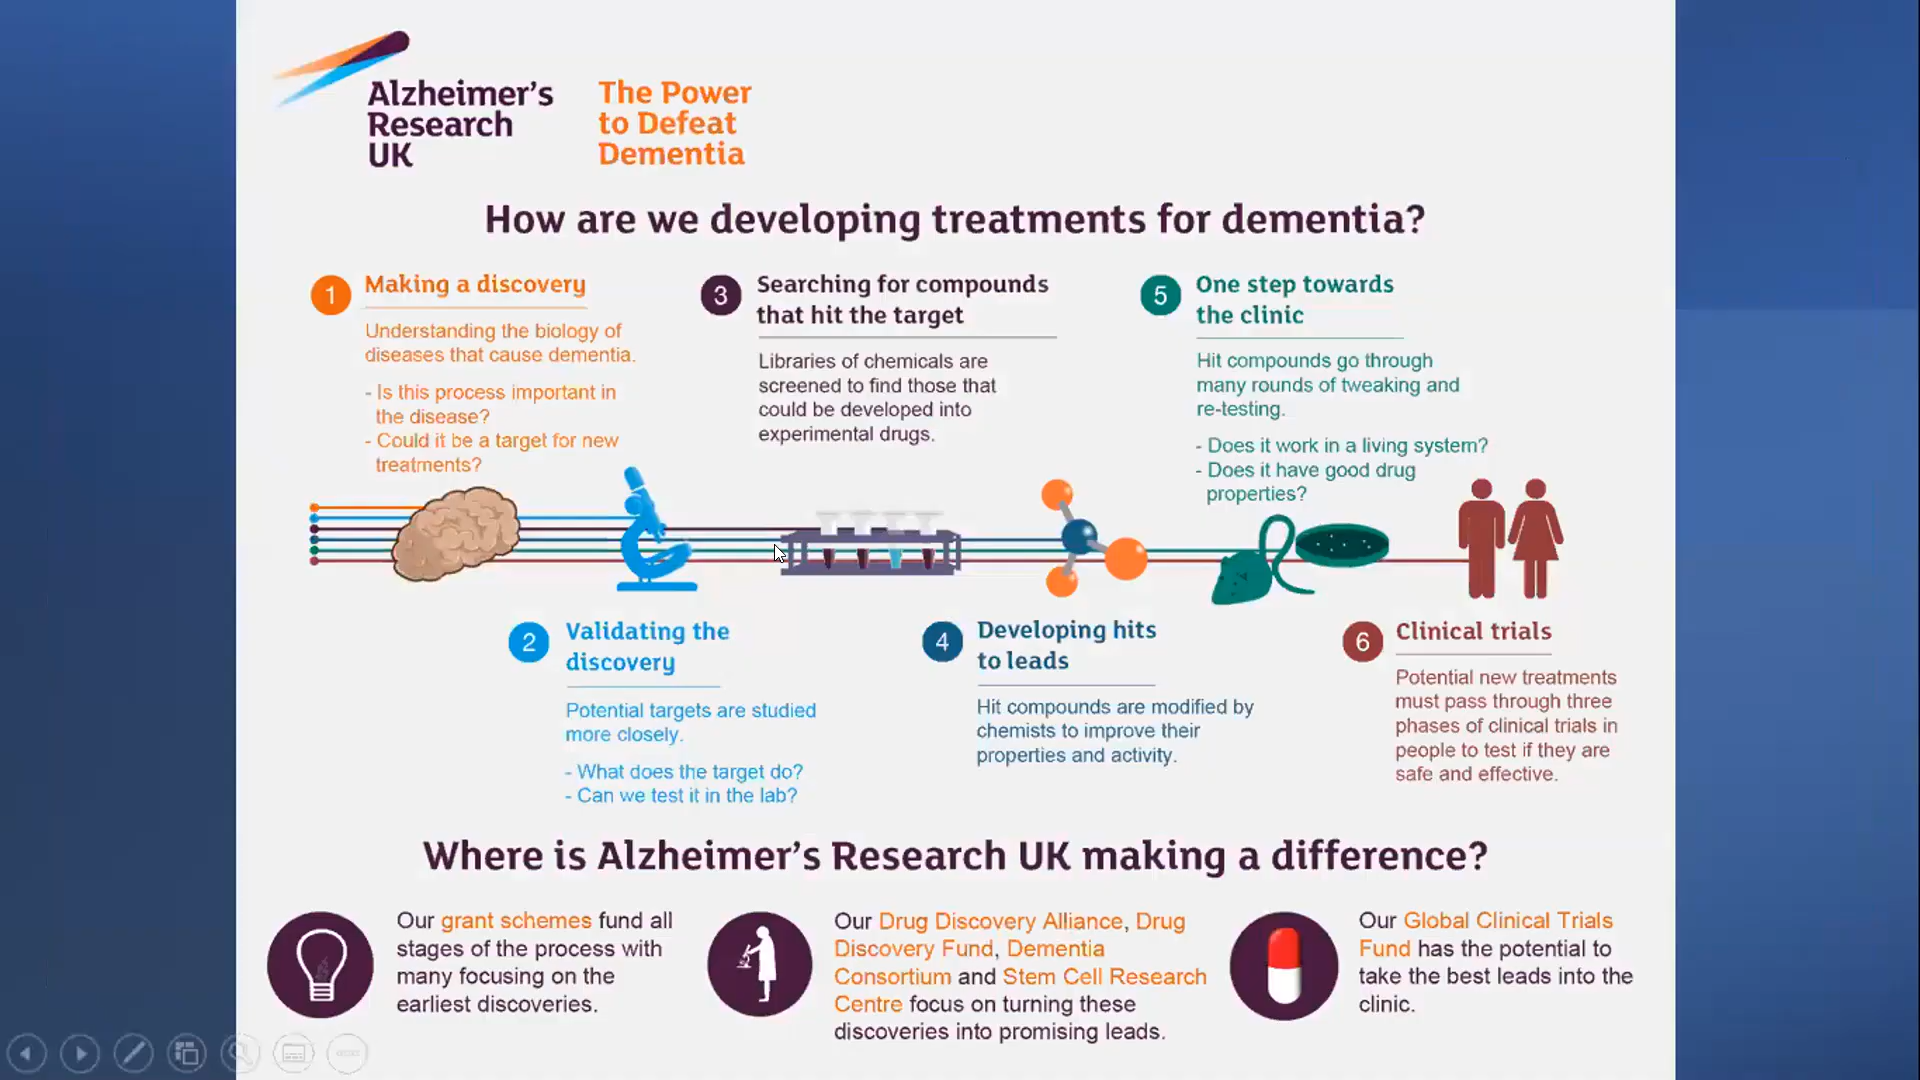 Alzheimer's
Research
UK
The Power
to Defeat
Dementia
How are we developing treatments for dementia?
1
Making a discovery
Understanding the biology of
diseases that cause dementia.
- Is this process important in
the disease?
- Could it be a target for new
treatments?
3
Searching for compounds
that hit the target
Libraries of chemicals are
screened to find those that
could be developed into
experimental drugs.
5
One step towards
the clinic
Hit compounds go through
many rounds of tweaking and
re-testing.
- Does it work in a living system?
- Does it have good drug
properties?
2
Validating the
discovery
Potential targets are studied
more closely.
- What does the target do?
- Can we test it in the lab?
4
Developing hits
to leads
Hit compounds are modified by
chemists to improve their
properties and activity.
6
Clinical trials
Potential new treatments
must pass through three
phases of clinical trials in
people to test if they are
safe and effective.
Where is Alzheimer's Research UK making a difference?
Our grant schemes fund all
stages of the process with
many focusing on the
earliest discoveries.
Our Drug Discovery Alliance, Drug
Discovery Fund, Dementia
Consortium and Stem Cell Research
Centre focus on turning these
discoveries into promising leads.
Our Global Clinical Trials
Fund has the potential to
take the best leads into the
clinic.